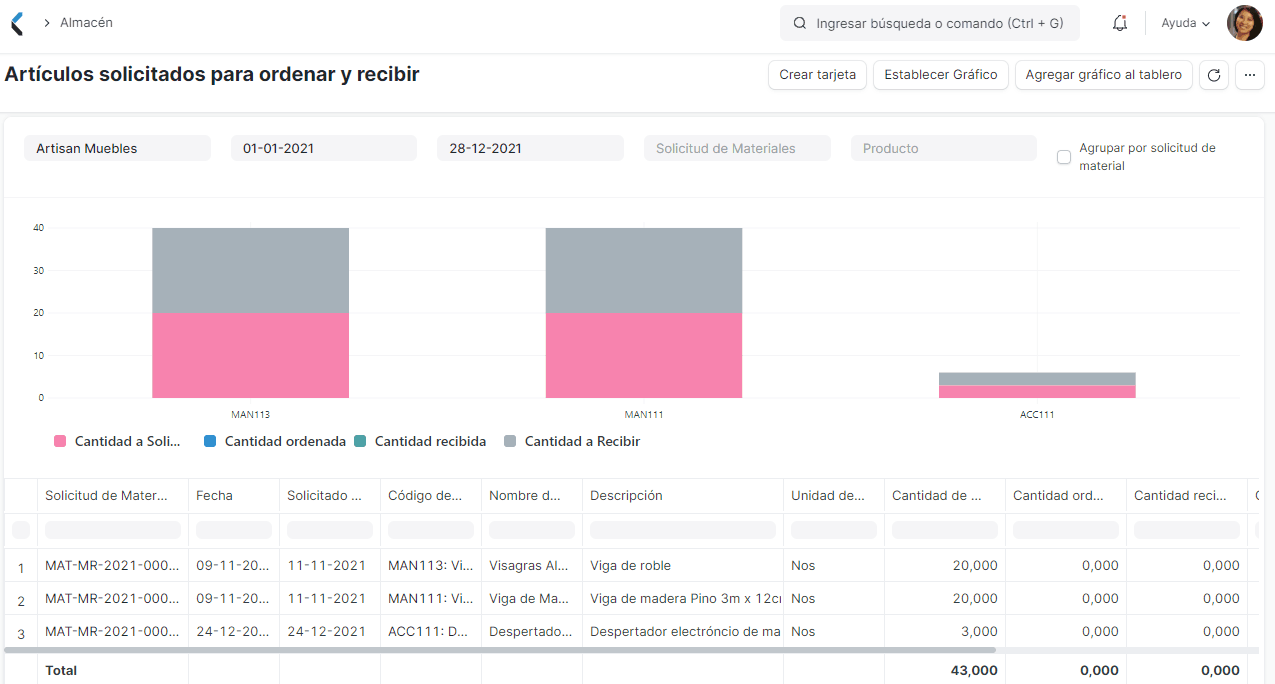 Almacén
Ingresar búsqueda o comando (Ctrl + G)
Ayuda
Artículos solicitados para ordenar y recibir
Crear tarjeta
Establecer Gráfico
Agregar gráfico al tablero
...
Artisan Muebles
01-01-2021
28-12-2021
Solicitud de Materiales
Producto
Agrupar por solicitud de
material
40
30
20
10
0
MAN113
MAN111
ACC111
Cantidad a Soli...
Cantidad ordenada
Cantidad recibida
Cantidad a Recibir
Solicitud de Mater... Fecha Solicitado ... Código de... Nombre d... Descripción Unidad de... Cantidad de ... Cantidad ord... Cantidad reci...
1 MAT-MR-2021-000... 09-11-20... 11-11-2021 MAN113: Vi... Visagras Al... Viga de roble Nos 20,000 0,000 0,000
2 MAT-MR-2021-000... 09-11-20... 11-11-2021 MAN111: Vi... Viga de Ma... Viga de madera Pino 3m x 12c Nos 20,000 0,000 0,000
3 MAT-MR-2021-000... 24-12-20... 24-12-2021 ACC111: D... Despertado... Despertador electróncio de ma Nos 3,000 0,000 0,000
Total 43,000 0,000 0,000